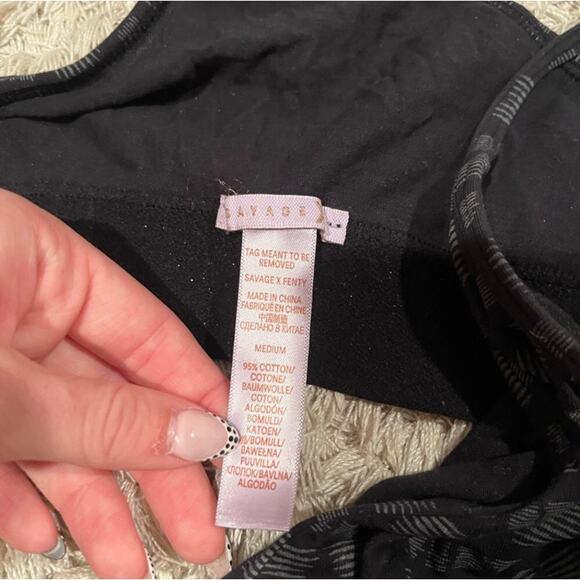 SAVAGE
TAG MEANT TO BE
REMOVED
SAVAGE X FENTY
MADE IN CHINA
FABRIQUÉ EN CHINE
中国制造
СДЕЛАНО В КИТАЕ
MEDIUM
95% COTTON/
COTONE/
BAUMWOLLE/
COTON/
ALGODÓN/
BOMULD/
KATOEN/
/BOMULL/
BAWEŁNA/
PUUVILLA/
ХЛОПОК/BAVLNA/
ALGODÃO